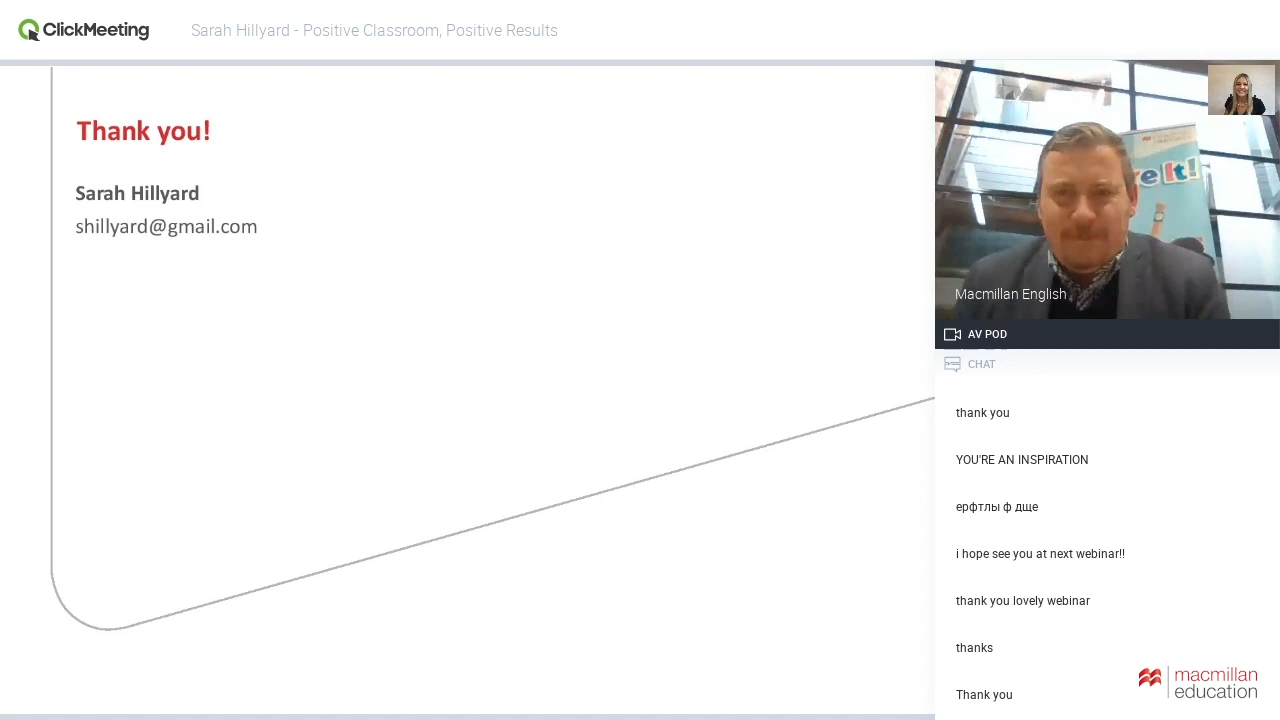 ClickMeeting
Sarah Hillyard - Positive Classroom, Positive Results
Thank you!
Sarah Hillyard
shillyard@gmail.com
e It!
Macmillan English
AV POD
CHAT
thank you
YOU'RE AN INSPIRATION
ерфтлы ф дще
i hope see you at next webinar!!
thank you lovely webinar
thanks
Thank you
macmillan
education